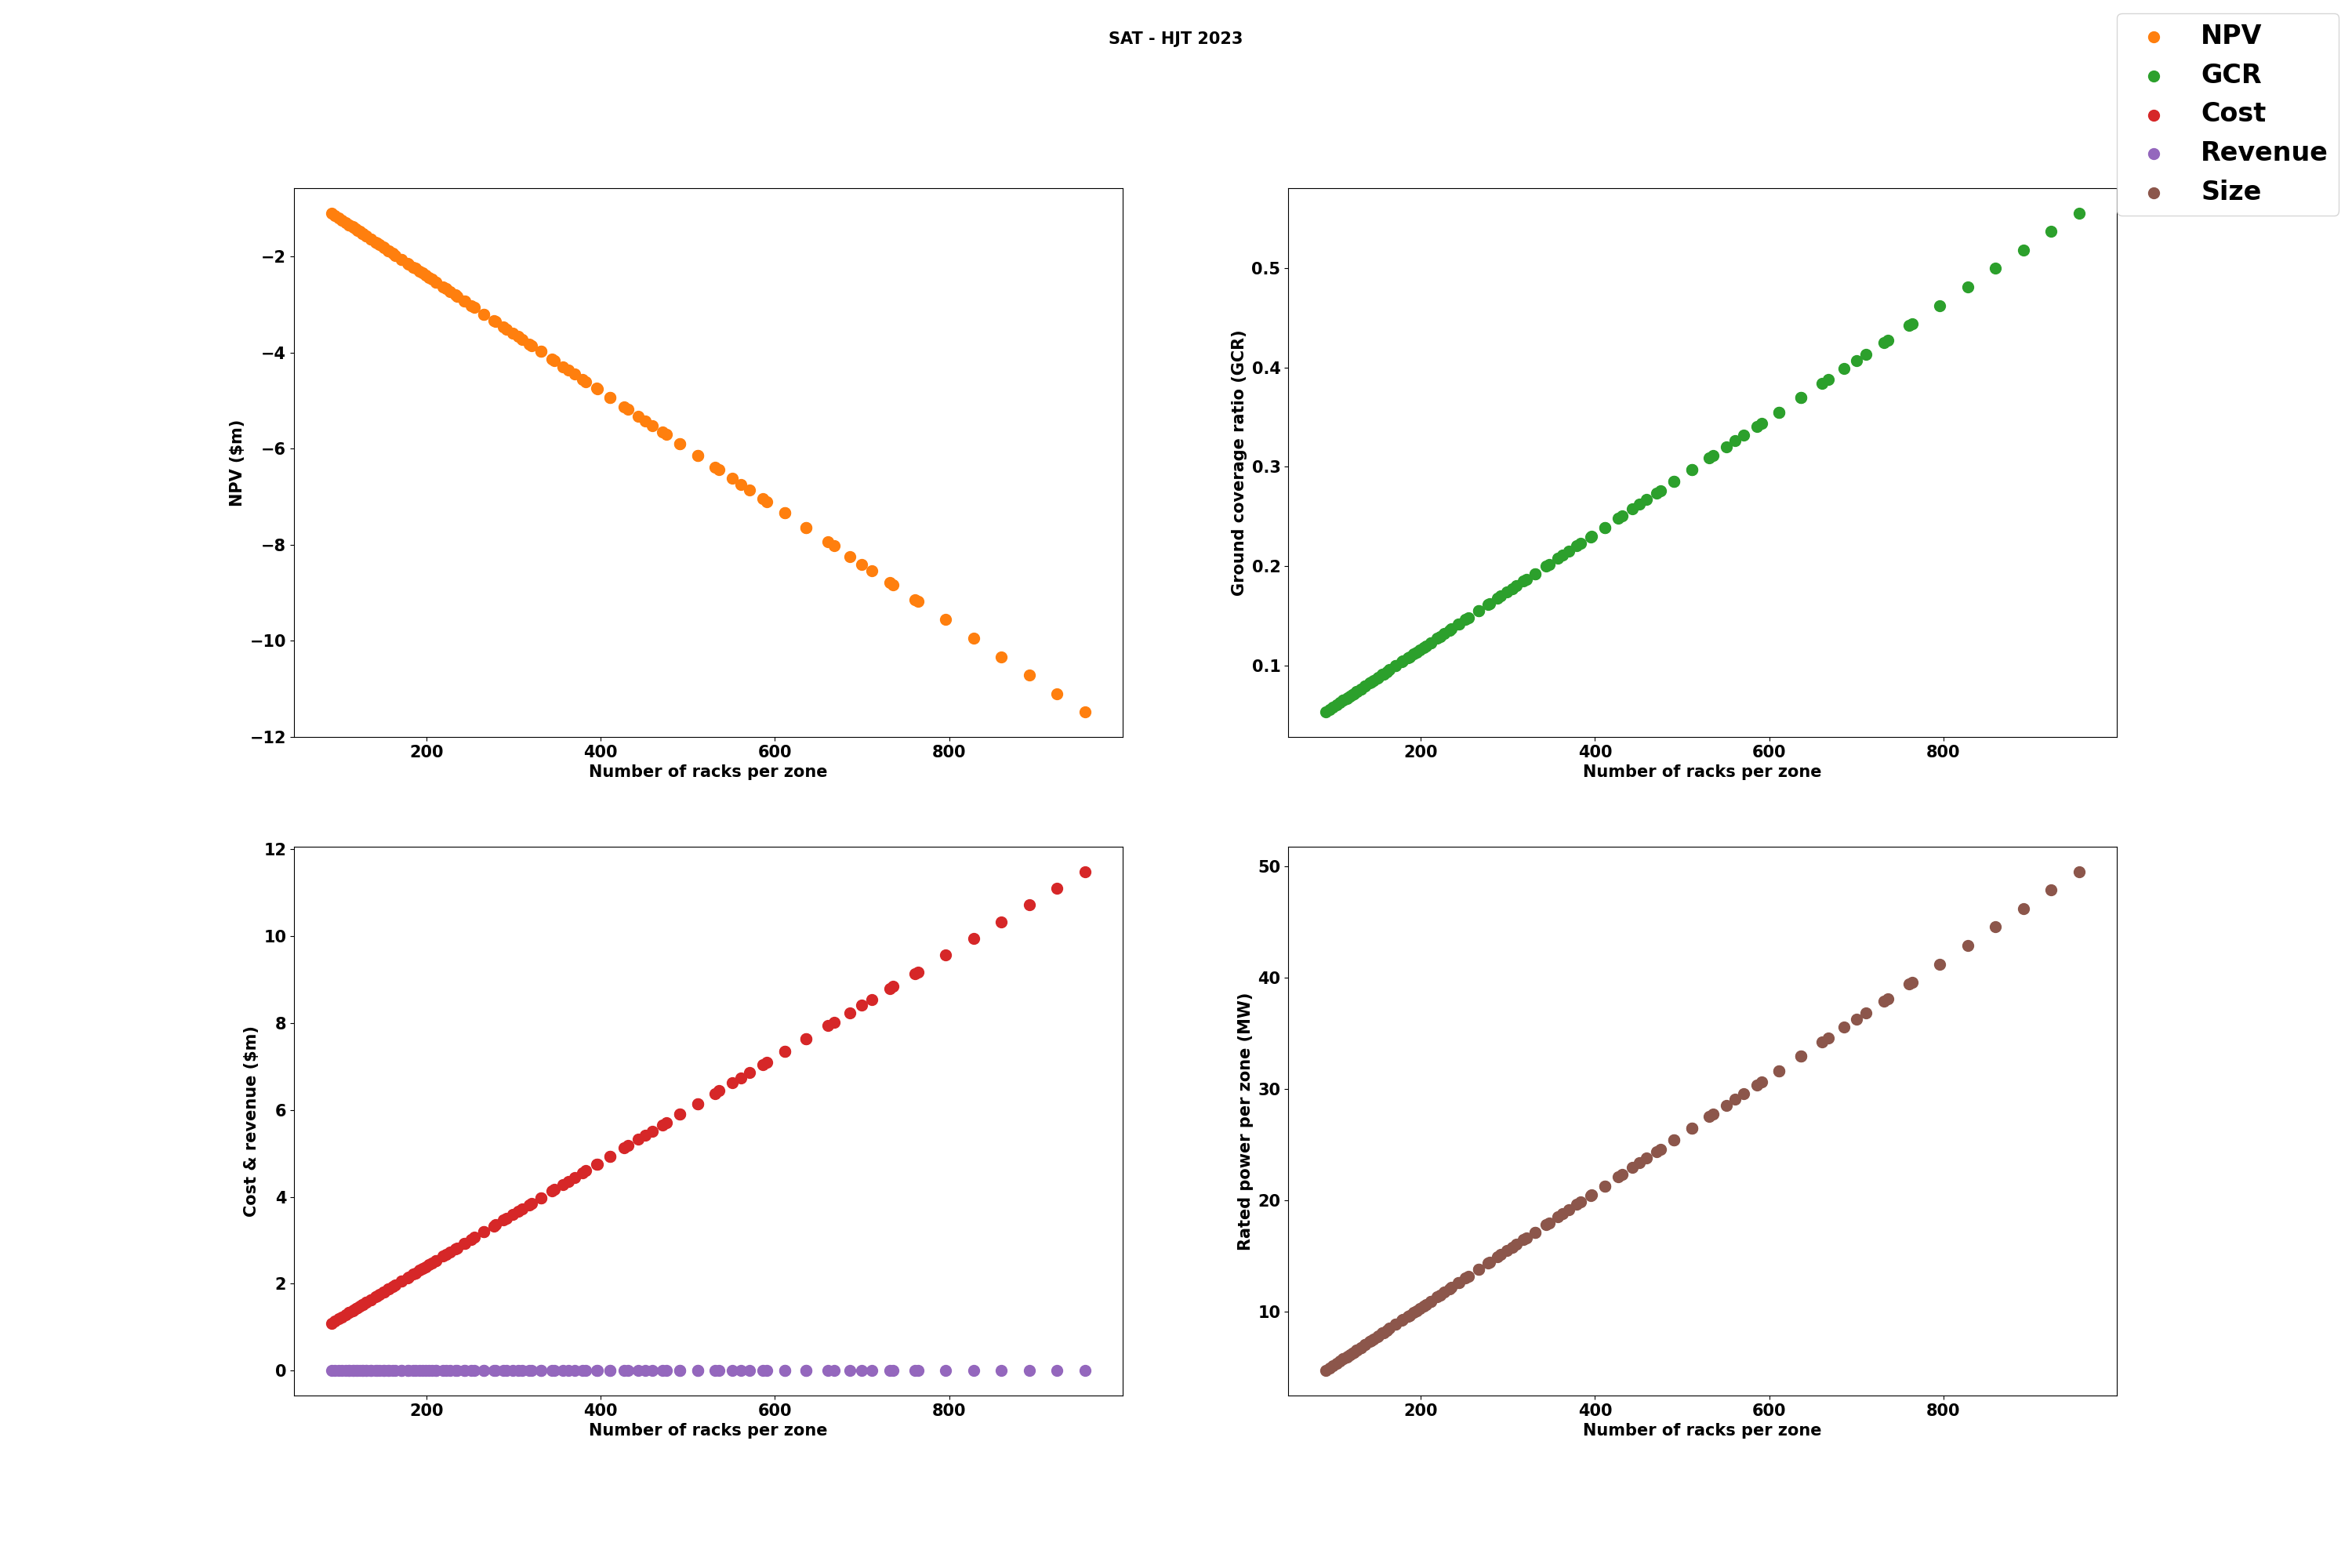 SAT - HJT 2023
NPV
GCR
Cost
Revenue
Size
NPV ($m)
−2
−4
−6
−8
−10
−12
200 400 600 800
Number of racks per zone
Ground coverage ratio (GCR)
0.5
0.4
0.3
0.2
0.1
200 400 600 800
Number of racks per zone
Cost & revenue ($m)
12
10
8
6
4
2
0
200 400 600 800
Number of racks per zone
Rated power per zone (MW)
50
40
30
20
10
200 400 600 800
Number of racks per zone